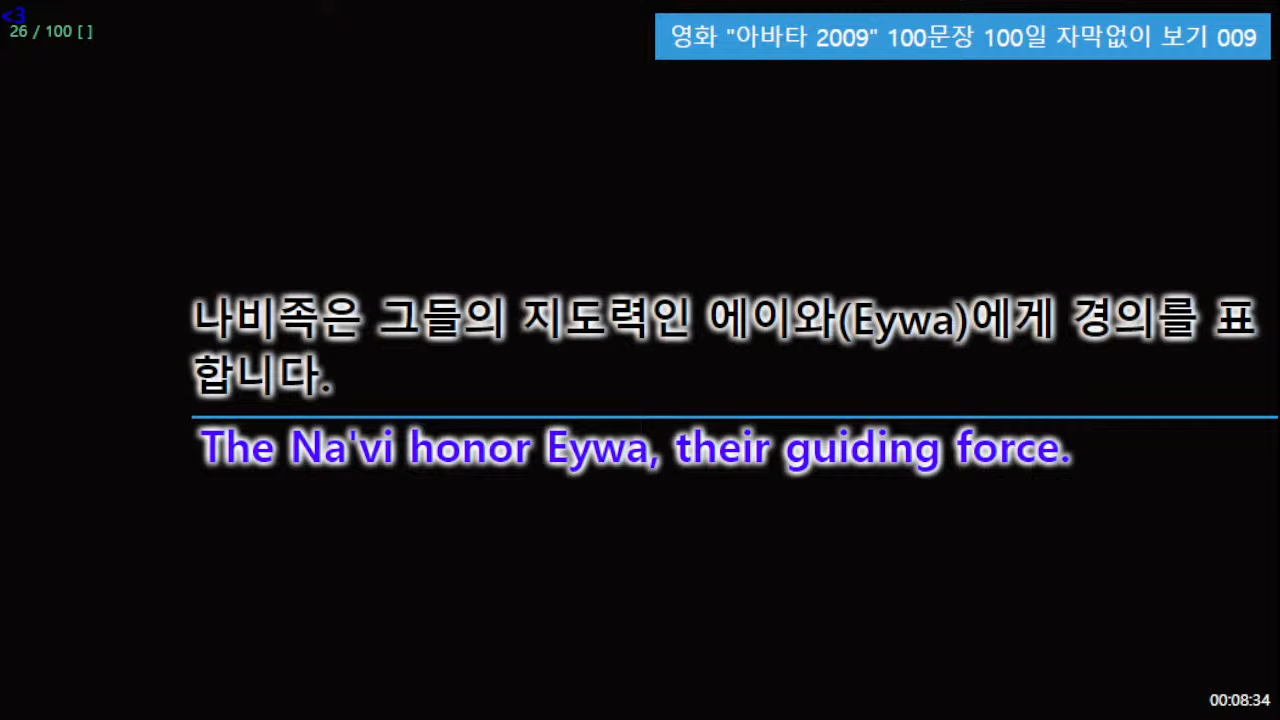 <3
26 / 100 [ ]
영화 "아바타 2009" 100문장 100일 자막없이 보기 009
나비족은 그들의 지도력인 에이와(Eywa)에게 경의를 표
합니다.
The Na'vi honor Eywa, their guiding force.
00:08:34